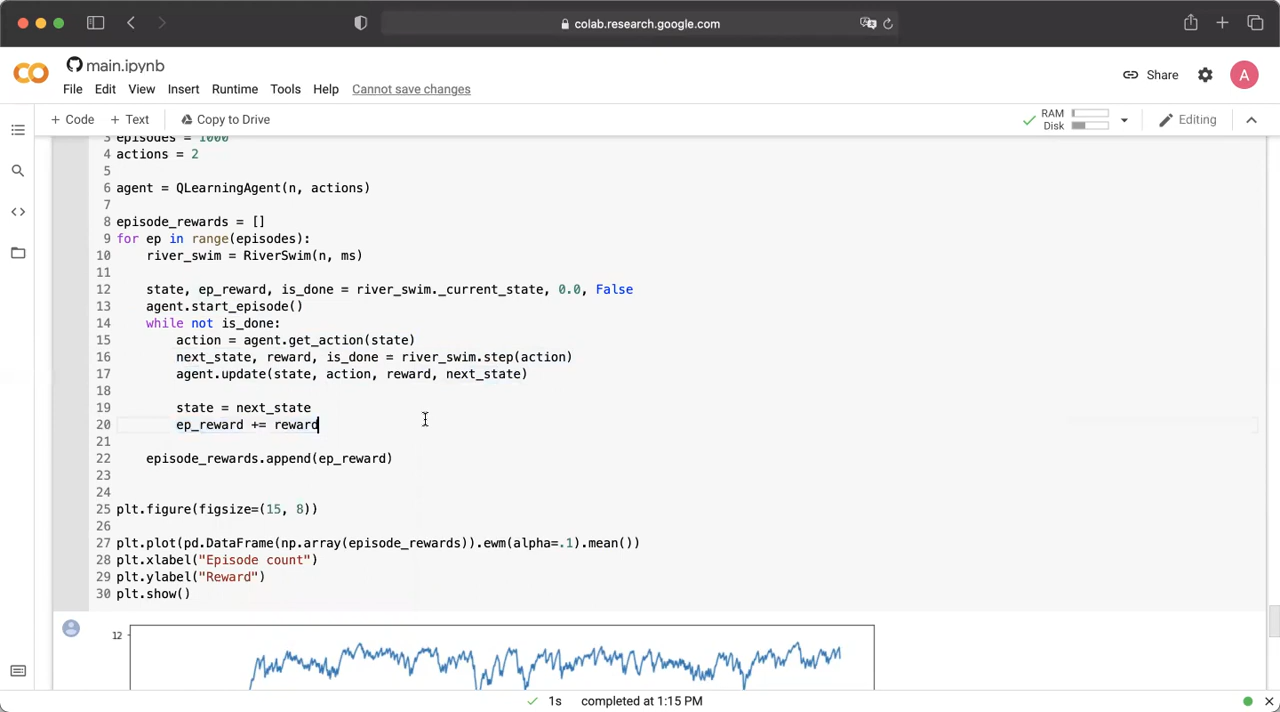 colab.research.google.com
main.ipynb
Share
A
File Edit View Insert Runtime Tools Help Cannot save changes
+ Code + Text Copy to Drive
RAM
Disk
Editing
3 episodes = 1000
4 actions = 2
5
6 agent = QLearningAgent(n, actions)
7
8 episode_rewards = []
9 for ep in range(episodes):
10 river_swim = RiverSwim(n, ms)
11
12 state, ep_reward, is_done = river_swim._current_state, 0.0, False
13 agent.start_episode()
14 while not is_done:
15 action = agent.get_action(state)
16 next_state, reward, is_done = river_swim.step(action)
17 agent.update(state, action, reward, next_state)
18
19 state = next_state
20 ep_reward += reward
21
22 episode_rewards.append(ep_reward)
23
24
25 plt.figure(figsize=(15, 8))
26
27 plt.plot(pd.DataFrame(np.array(episode_rewards)).ewm(alpha=.1).mean())
28 plt.xlabel("Episode count")
29 plt.ylabel("Reward")
30 plt.show()
12
1s completed at 1:15 PM